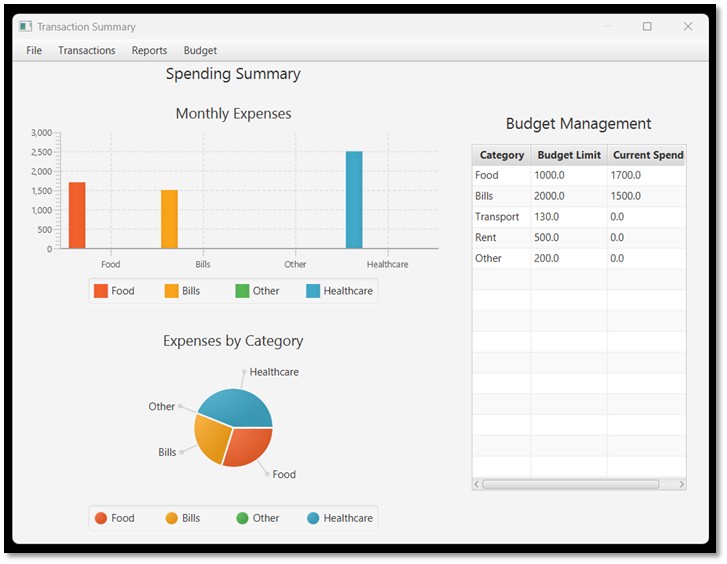 Transaction Summary
File Transactions Reports Budget
Spending Summary
Monthly Expenses
3,000
2,500
2,000
1,500
1,000
500
0
Food Bills Other Healthcare
Food Bills Other Healthcare
Expenses by Category
Healthcare
Other
Bills
Food
Food Bills Other Healthcare
Budget Management
Category Budget Limit Current Spend
Food 1000.0 1700.0
Bills 2000.0 1500.0
Transport 130.0 0.0
Rent 500.0 0.0
Other 200.0 0.0